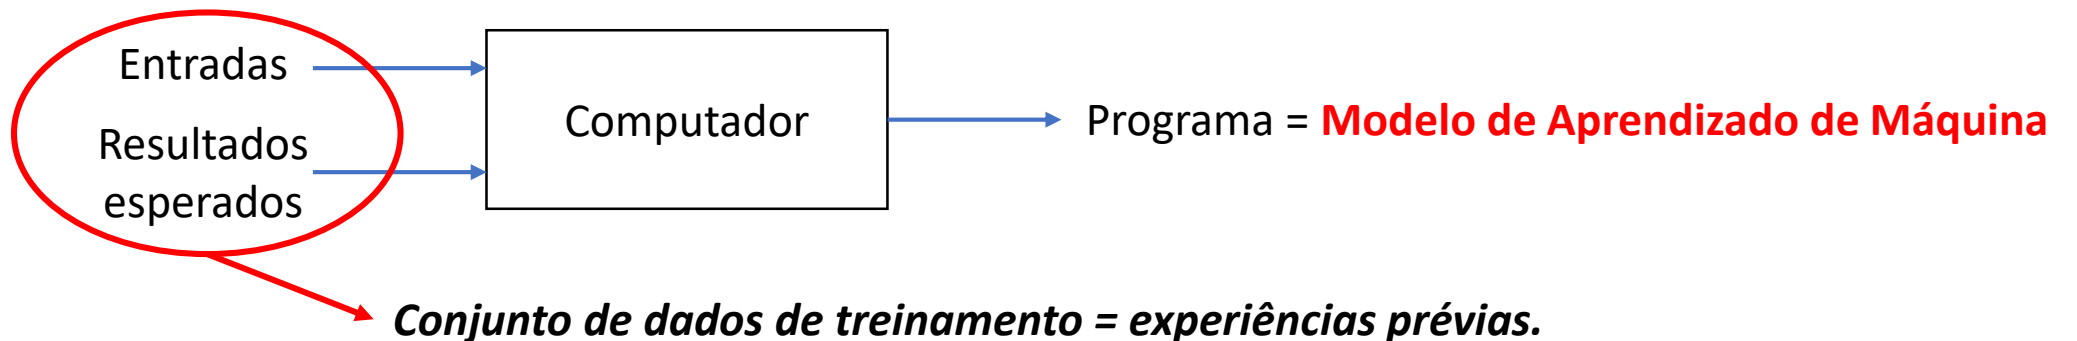 Entradas
Resultados
esperados
Computador
Programa = Modelo de Aprendizado de Máquina
Conjunto de dados de treinamento = experiências prévias.